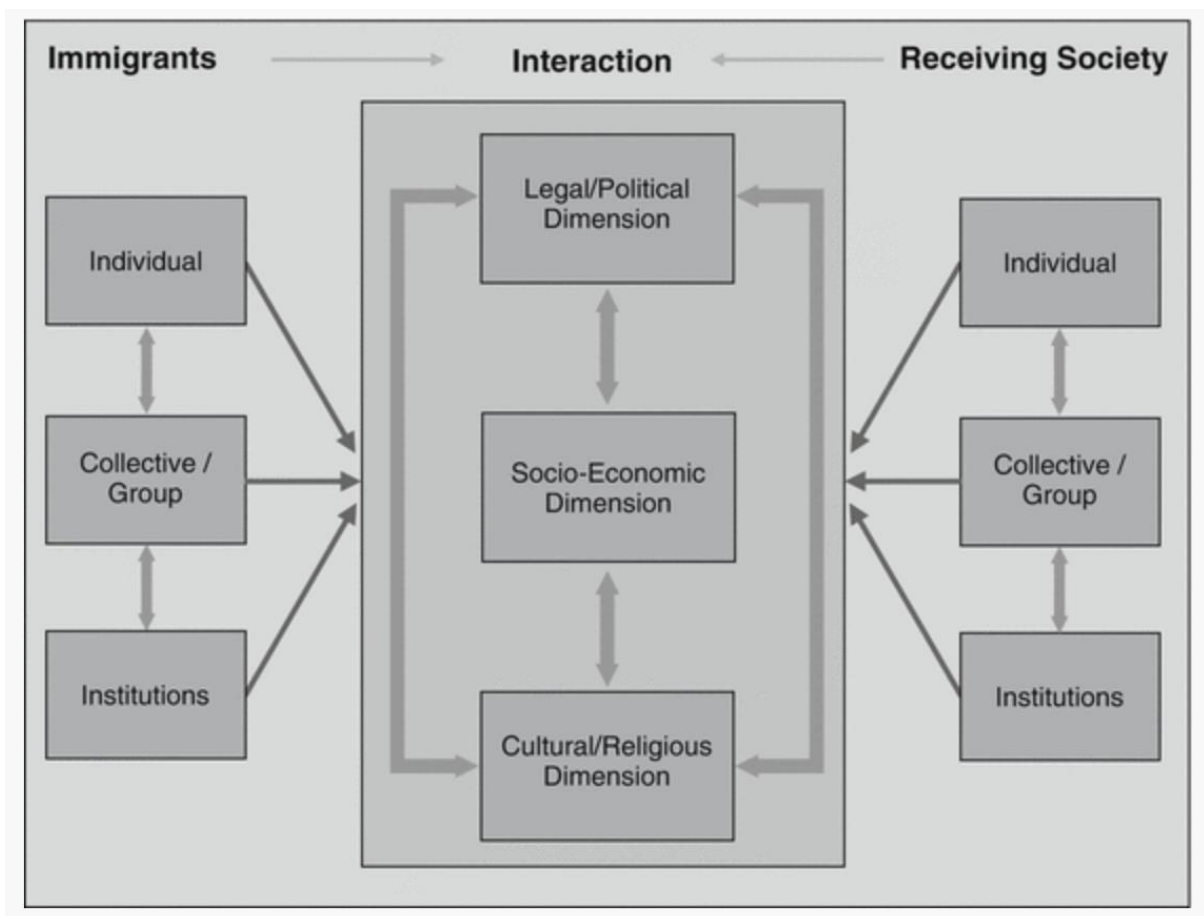 Immigrants
Interaction
Receiving Society
Individual
Collective /
Group
Institutions
Legal/Political
Dimension
Socio-Economic
Dimension
Cultural/Religious
Dimension
Individual
Collective /
Group
Institutions